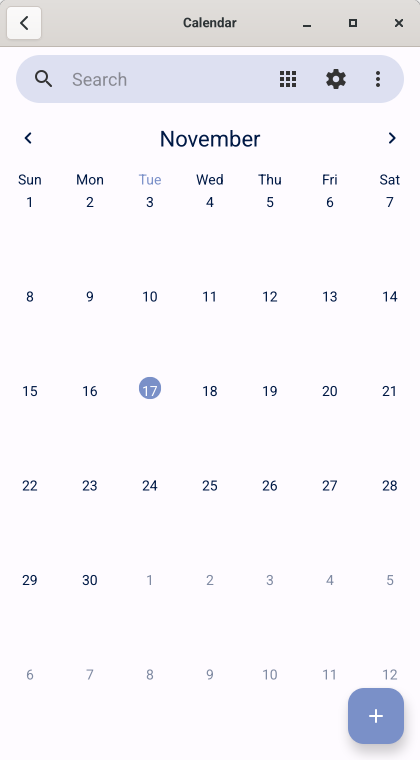 Calendar
Search
November
Sun Mon Tue Wed Thu Fri Sat
1 2 3 4 5 6 7
8 9 10 11 12 13 14
15 16 17 18 19 20 21
22 23 24 25 26 27 28
29 30 1 2 3 4 5
6 7 8 9 10 11 12